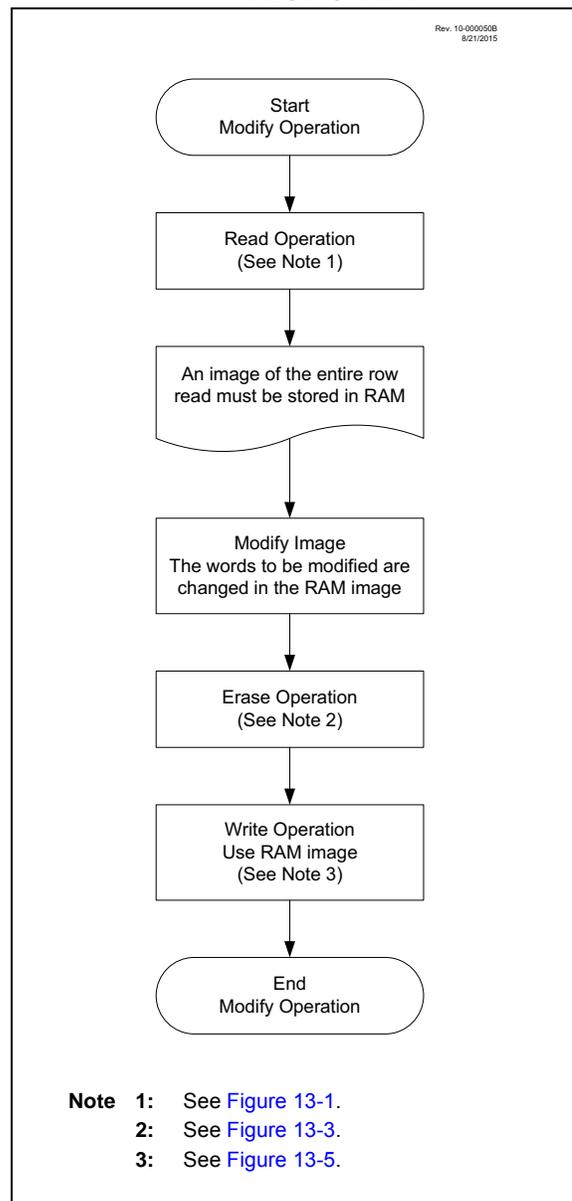 Rev. 10-000050B
8/21/2015
Start
Modify Operation
Read Operation
(See Note 1)
An image of the entire row
read must be stored in RAM
Modify Image
The words to be modified are
changed in the RAM image
Erase Operation
(See Note 2)
Write Operation
Use RAM image
(See Note 3)
End
Modify Operation
Note 1: See Figure 13-1.
2: See Figure 13-3.
3: See Figure 13-5.